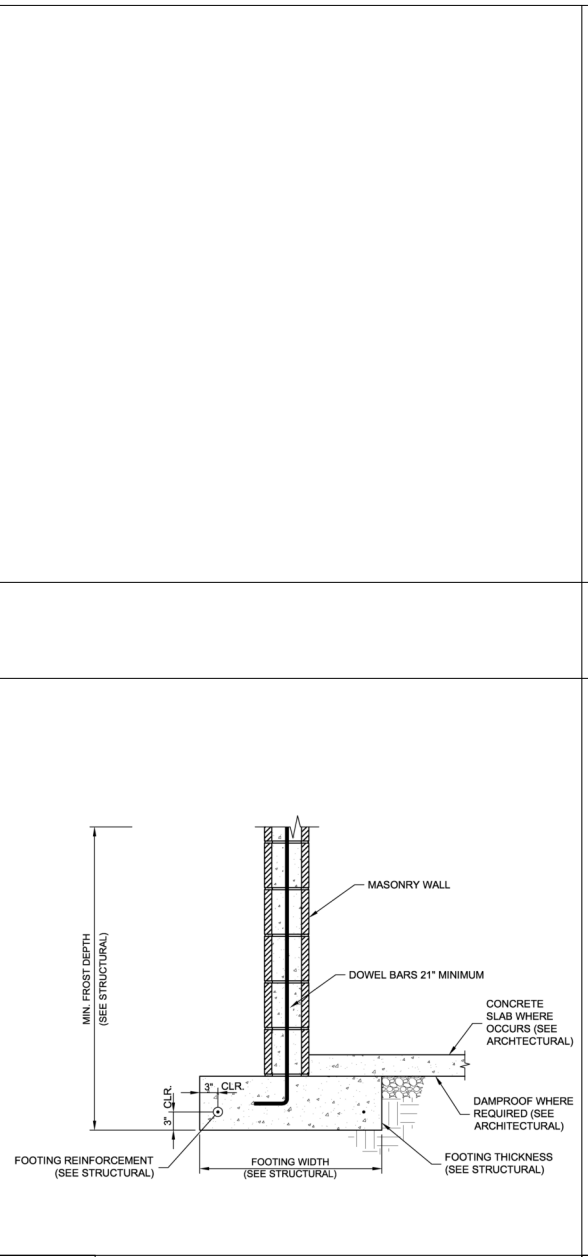 MASONRY WALL
MIN. FROST DEPTH
(SEE STRUCTURAL)
DOWEL BARS 21" MINIMUM
CONCRETE
SLAB WHERE
OCCURS (SEE
ARCHTECTURAL)
3" CLR.
3" CLR.
DAMPROOF WHERE
REQUIRED (SEE
ARCHITECTURAL)
FOOTING REINFORCEMENT
(SEE STRUCTURAL)
FOOTING WIDTH
(SEE STRUCTURAL)
FOOTING THICKNESS
(SEE STRUCTURAL)